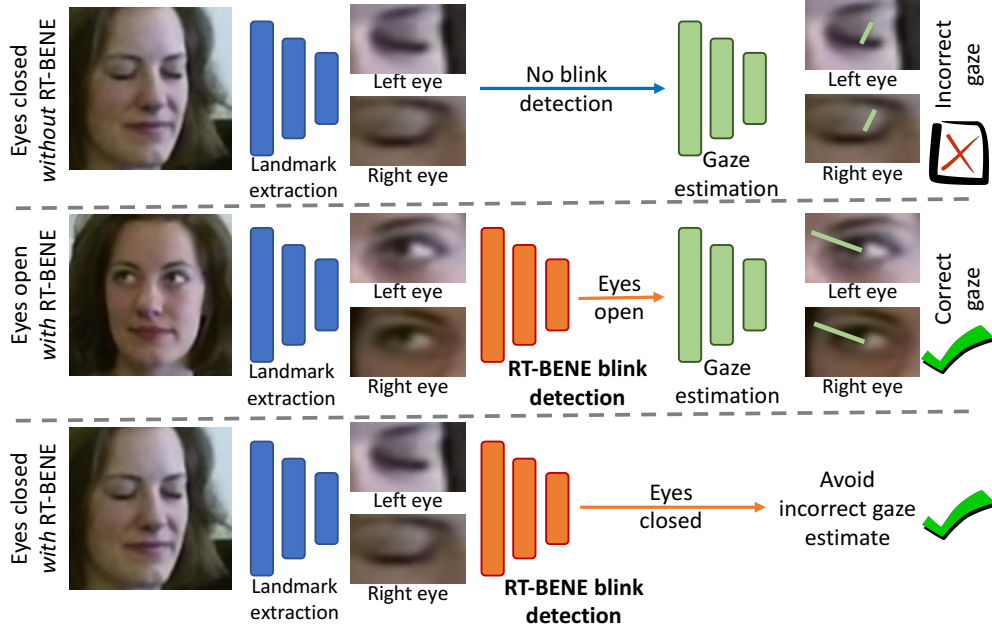 Eyes closed
without RT-BENE
Landmark
extraction
Left eye
Right eye
No blink
detection
Gaze
estimation
Left eye
Right eye
Incorrect
gaze
Eyes open
with RT-BENE
Landmark
extraction
Left eye
Right eye
RT-BENE blink
detection
Eyes
open
Gaze
estimation
Left eye
Right eye
Correct
gaze
Eyes closed
with RT-BENE
Landmark
extraction
Left eye
Right eye
RT-BENE blink
detection
Eyes
closed
Avoid
incorrect gaze
estimate